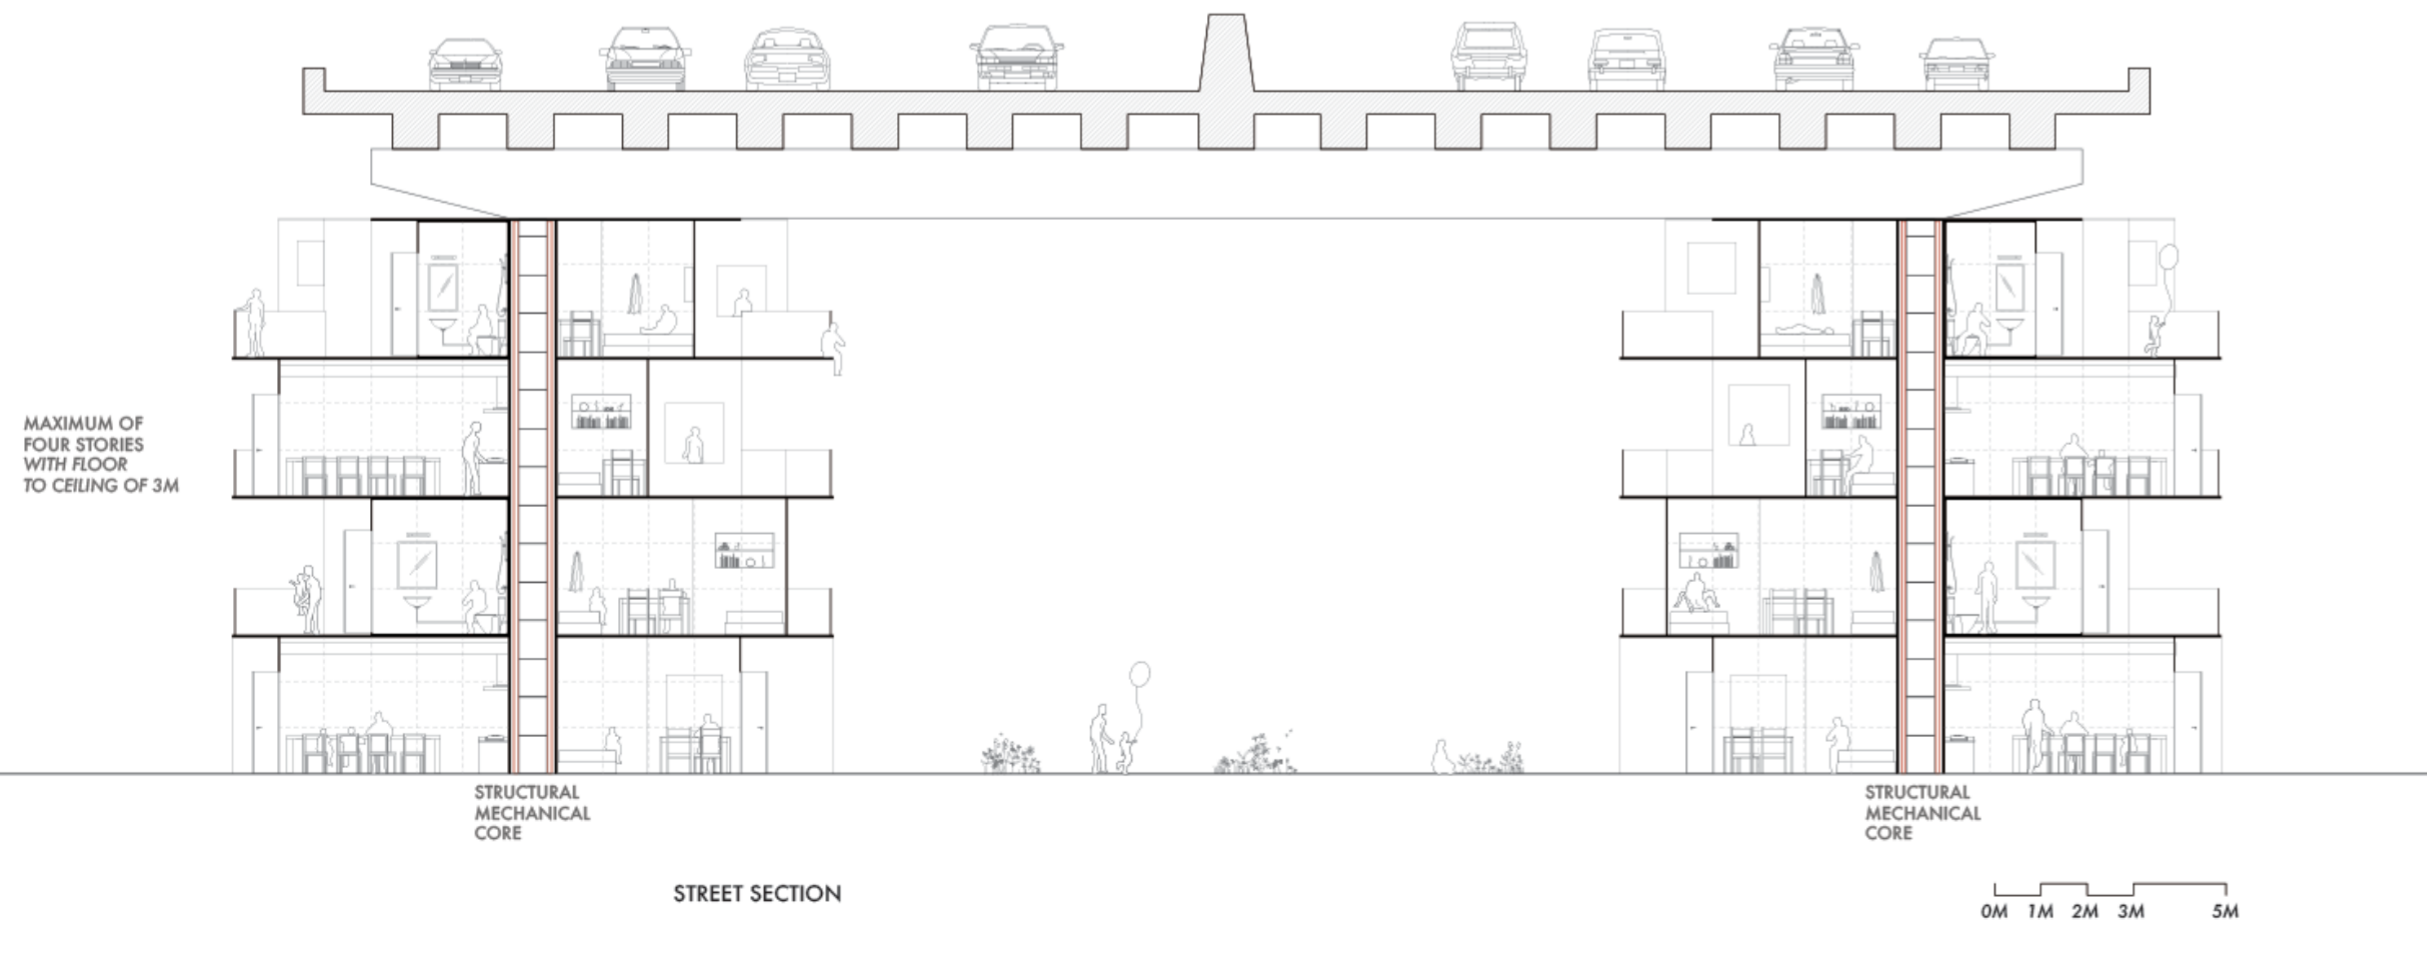 MAXIMUM OF
FOUR STORIES
WITH FLOOR
TO CEILING OF 3M
STRUCTURAL
MECHANICAL
CORE
STRUCTURAL
MECHANICAL
CORE
STREET SECTION
0M 1M 2M 3M 5M